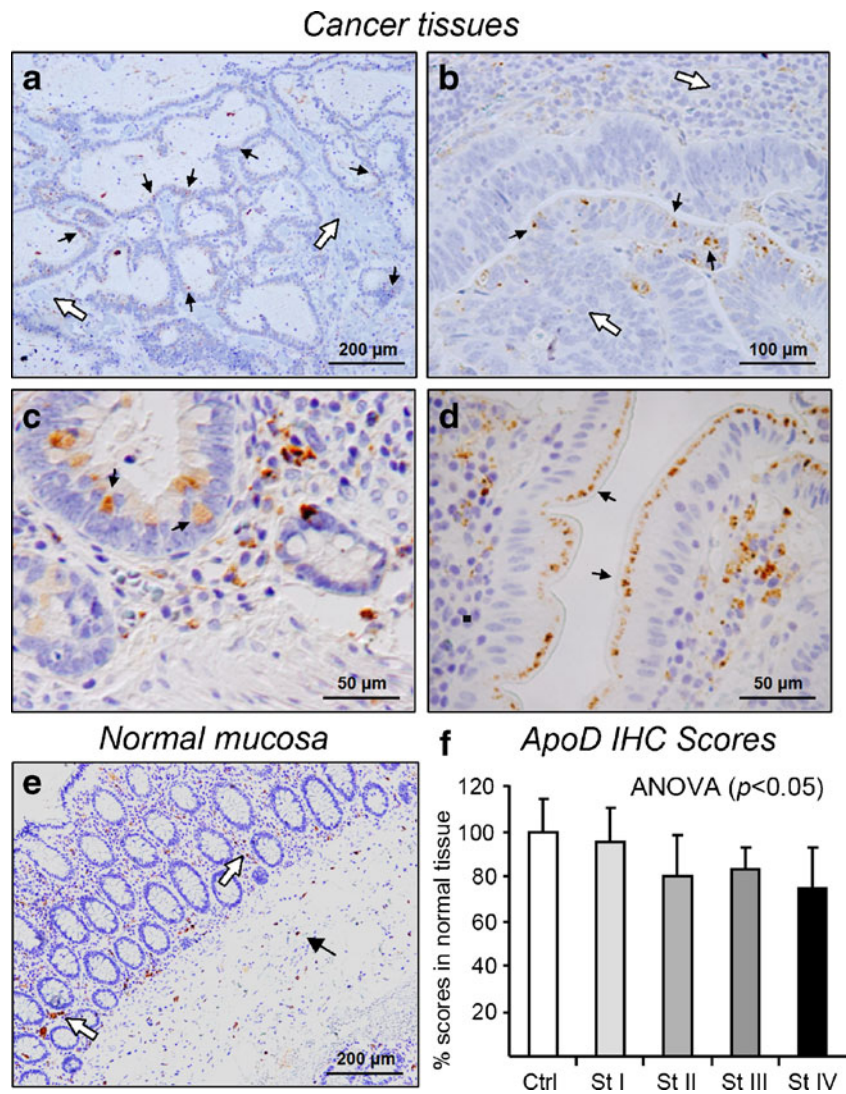 Cancer tissues
a
b
200 µm
100 µm
c
d
50 µm
50 µm
Normal mucosa
f
ApoD IHC Scores
e
200 µm
ANOVA (p<0.05)
% scores in normal tissue
120
100
80
60
40
20
Ctrl
St I
St II
St III
St IV